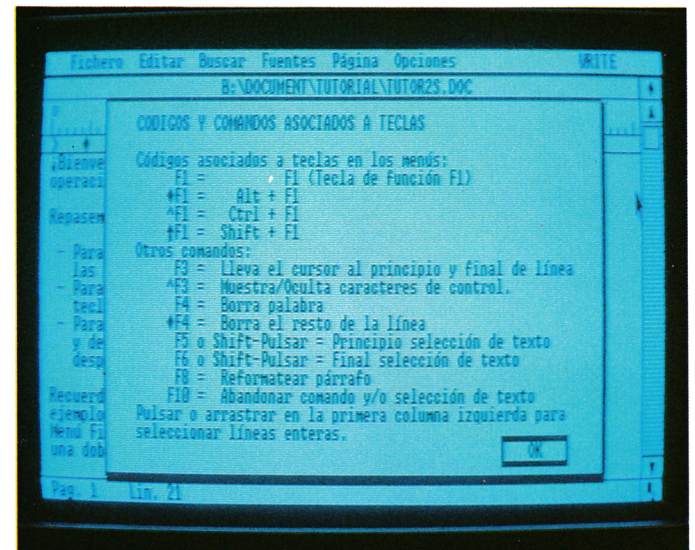 Fichero Editar Buscar Fuentes Página Opciones WRITE
B:\DOCUMENT\TUTORIAL\TUTOR2S.DOC
CODIGOS Y COMANDOS ASOCIADOS A TECLAS
Códigos asociados a teclas en los menús:
F1 = F1 (Tecla de función F1)
♦F1 = Alt + F1
^F1 = Ctrl + F1
↑F1 = Shift + F1
Otros comandos:
F3 = Lleva el cursor al principio y final de línea
^F3 = Muestra/Oculta caracteres de control.
F4 = Borra palabra
♦F4 = Borra el resto de la línea
F5 o Shift-Pulsar = Principio selección de texto
F6 o Shift-Pulsar = Final selección de texto
F8 = Reformatear párrafo
F10 = Abandonar comando y/o selección de texto
Pulsar o arrastrar en la primera columna izquierda para
seleccionar líneas enteras.
OK
¡Bienve
operaci
Repasem
- Para
las
- Para
tecl
- Para
y de
desp
Recuerd
ejemplo
Menú Fi
una dob
Pag. 1 Lin. 21